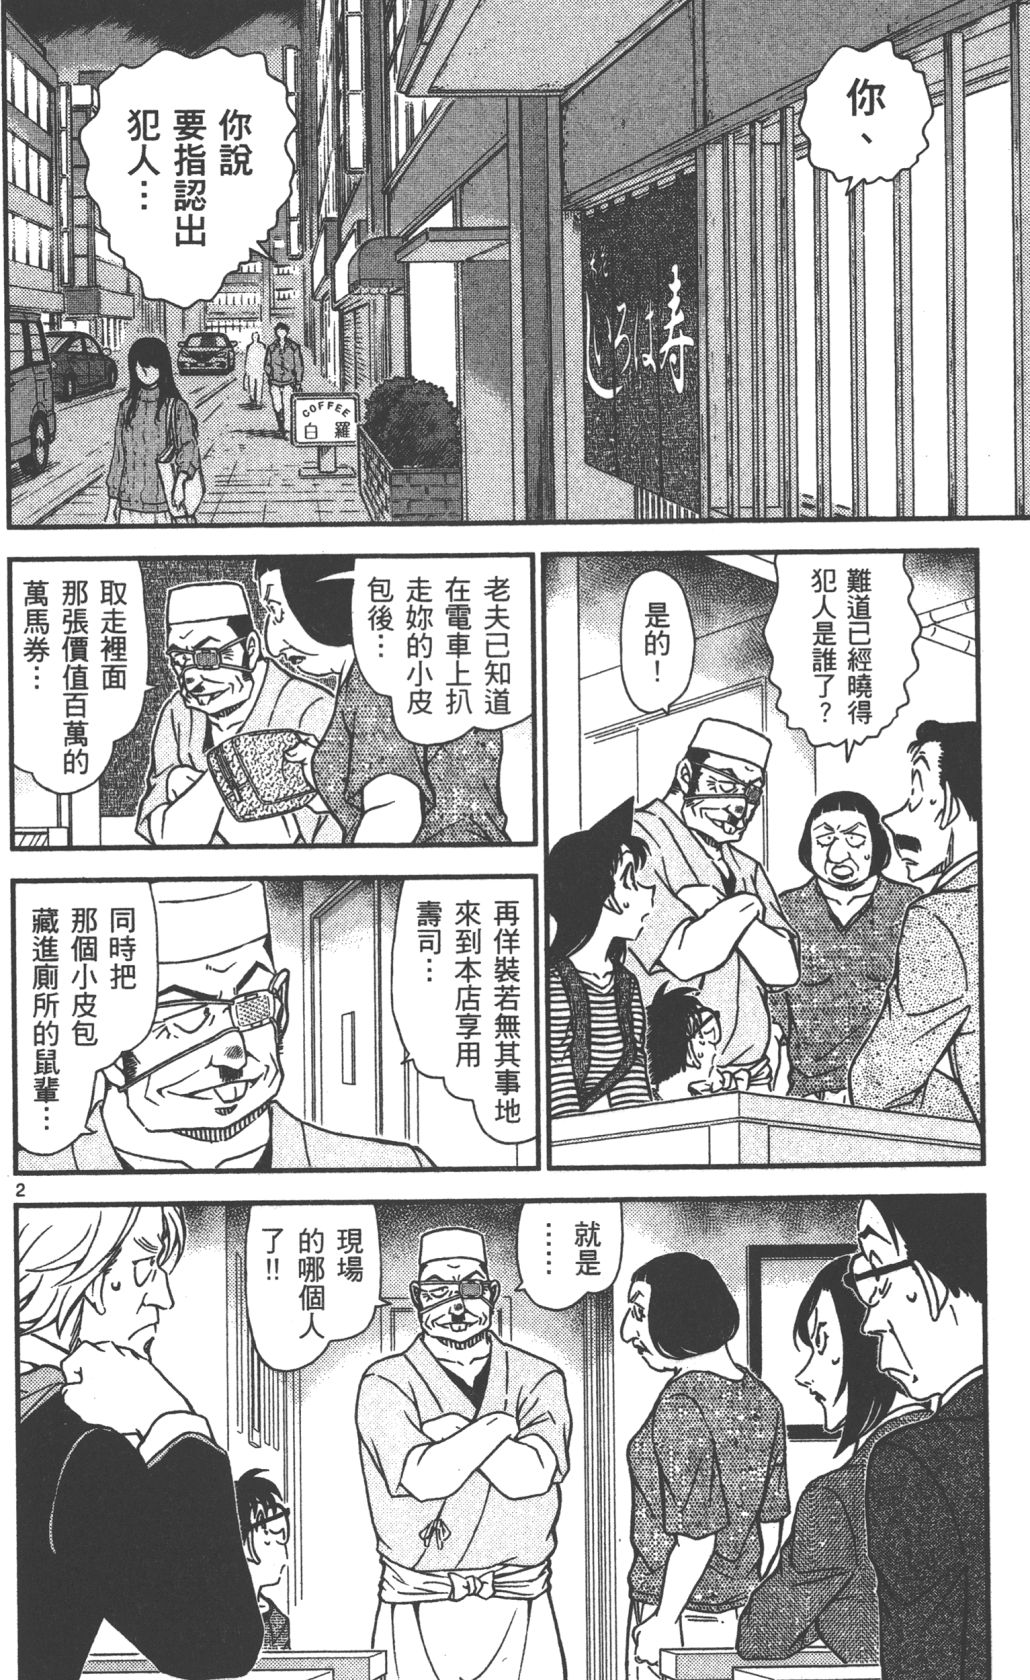 你、
你說
要指認出
犯人…
しろはﾞ寿
COFFEE
白羅
難道已經曉得
犯人是誰了?
是的!
老夫已知道
在電車上扒
走妳的小皮
包後…
取走裡面
那張價值百萬的
萬馬券…
再佯裝若無其事地
來到本店享用
壽司…
同時把
那個小皮包
藏進廁所的鼠輩…
2
就是
……
現場
的哪個人
了!!